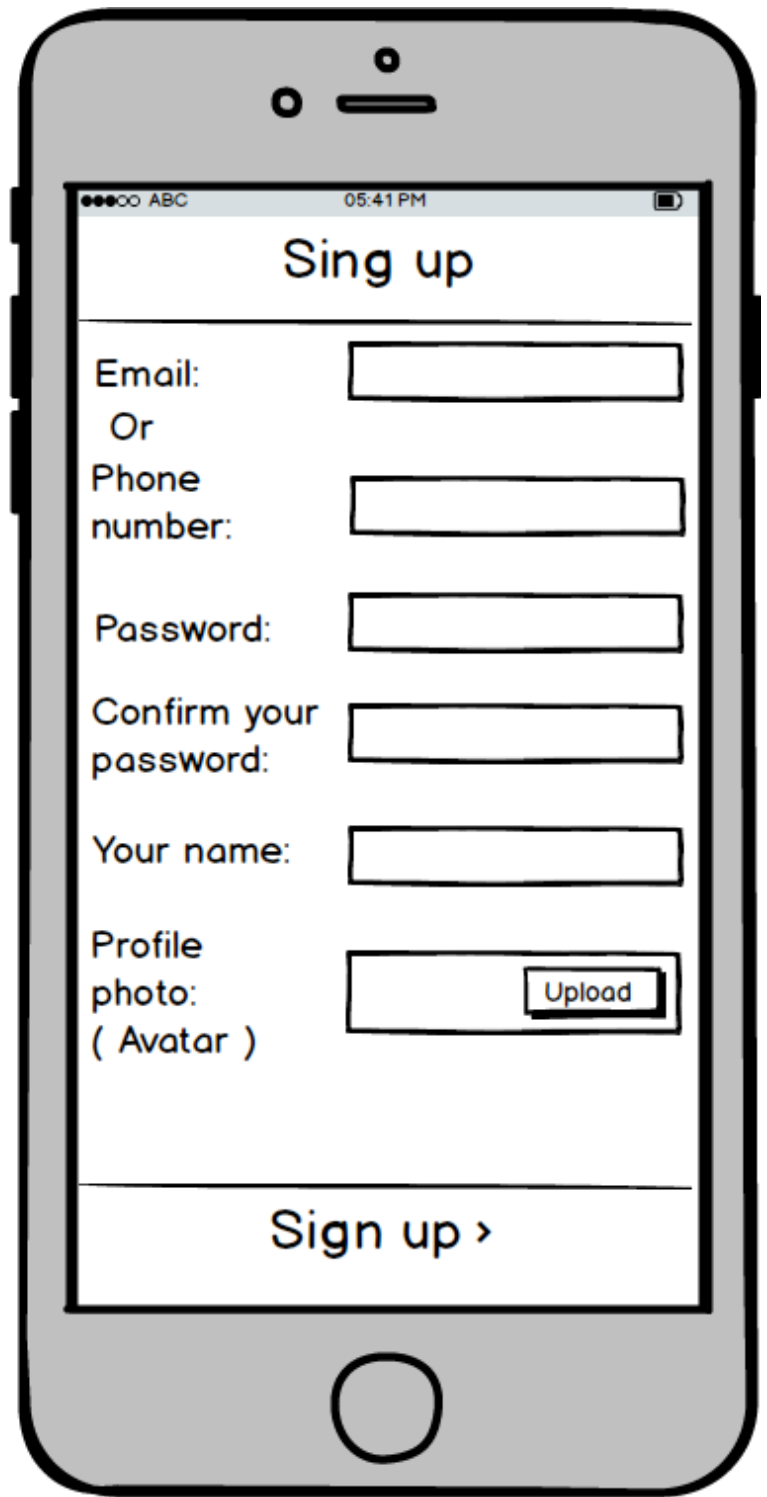 ABC 05:41 PM
Sing up
Email:
Or
Phone
number:
Password:
Confirm your
password:
Your name:
Profile
photo:
( Avatar )
Upload
Sign up >